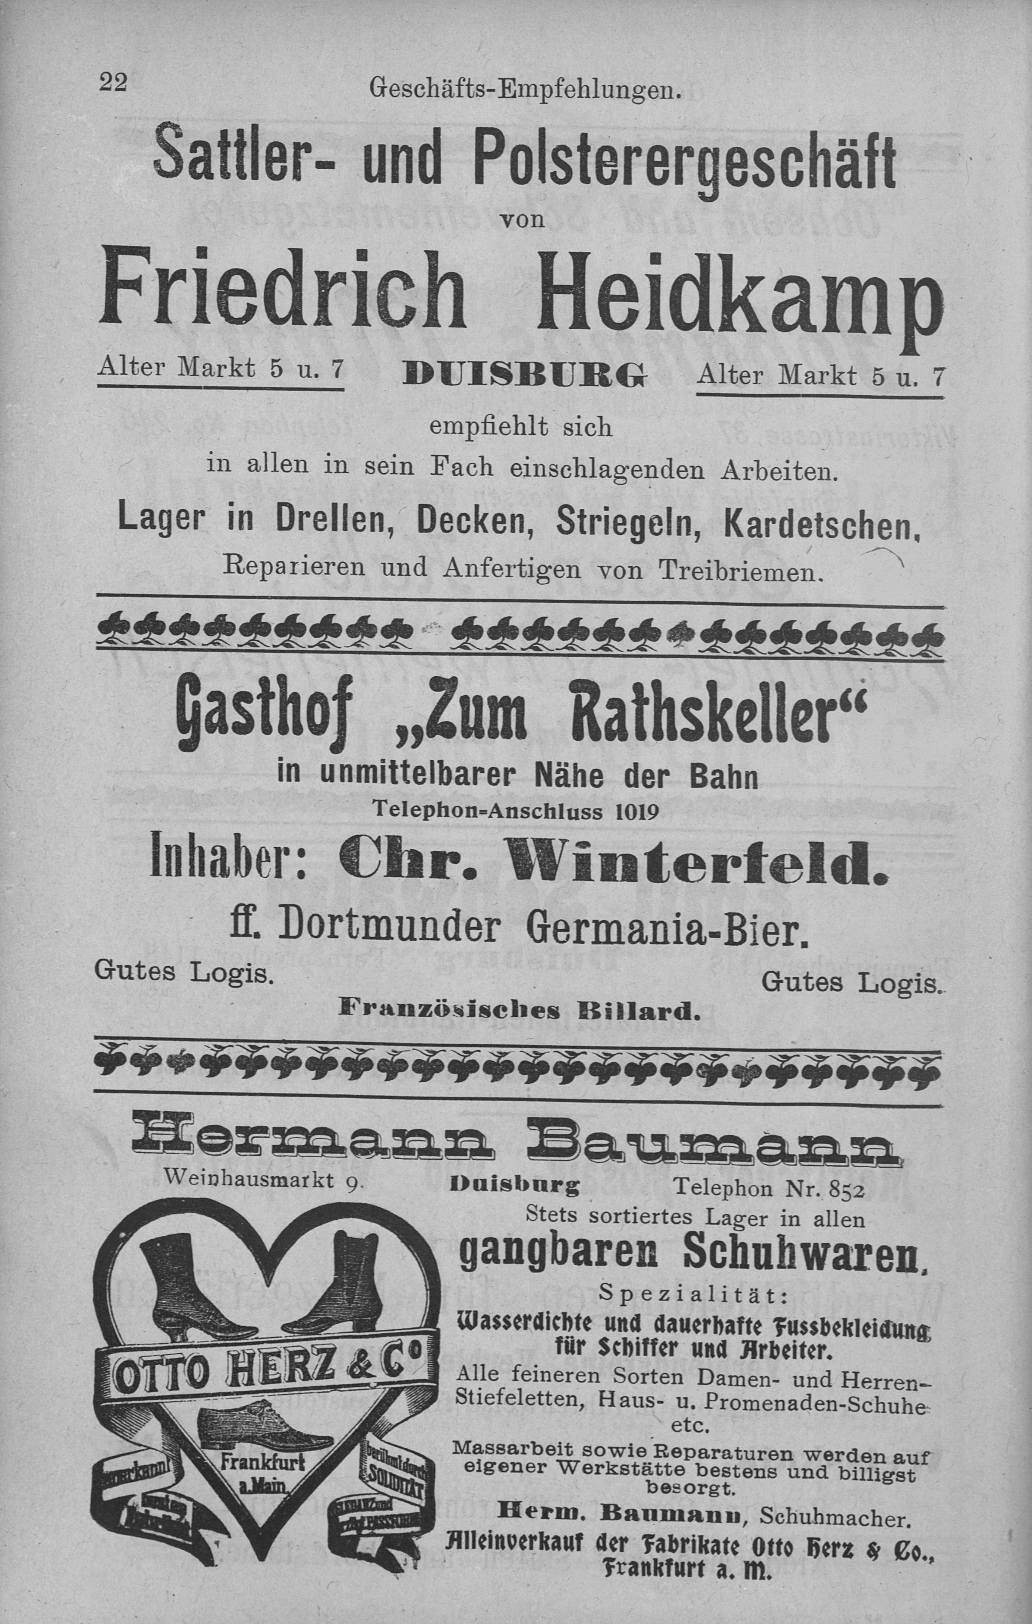 22
Geschäfts-Empfehlungen.
Sattler- und Polsterergeschäft
von
Friedrich Heidkamp
Alter Markt 5 u. 7 DUISBURG Alter Markt 5 u. 7
empfiehlt sich
in allen in sein Fach einschlagenden Arbeiten.
Lager in Drellen, Decken, Striegeln, Kardetschen,
Reparieren und Anfertigen von Treibriemen.
Gasthof „Zum Rathskeller“
in unmittelbarer Nähe der Bahn
Telephon-Anschluss 1019
Inhaber: Chr. Winterfeld.
ff. Dortmunder Germania-Bier.
Gutes Logis. Gutes Logis.
Französisches Billard.
Hermann Baumann
Weinhausmarkt 9. Duisburg Telephon Nr. 852
Stets sortiertes Lager in allen
gangbaren Schuhwaren.
Spezialität:
Wasserdichte und dauerhafte Fussbekleidung
für Schiffer und Arbeiter.
Alle feineren Sorten Damen- und Herren-
Stiefeletten, Haus- u. Promenaden-Schuhe
etc.
Massarbeit sowie Reparaturen werden auf
eigener Werkstätte bestens und billigst
besorgt.
Herm. Baumann, Schuhmacher.
Alleinverkauf der Fabrikate Otto Herz & Co.,
Frankfurt a. M.
OTTO HERZ & Co
Frankfurt
a. Main
berühmt durch
SOLIDITÄT